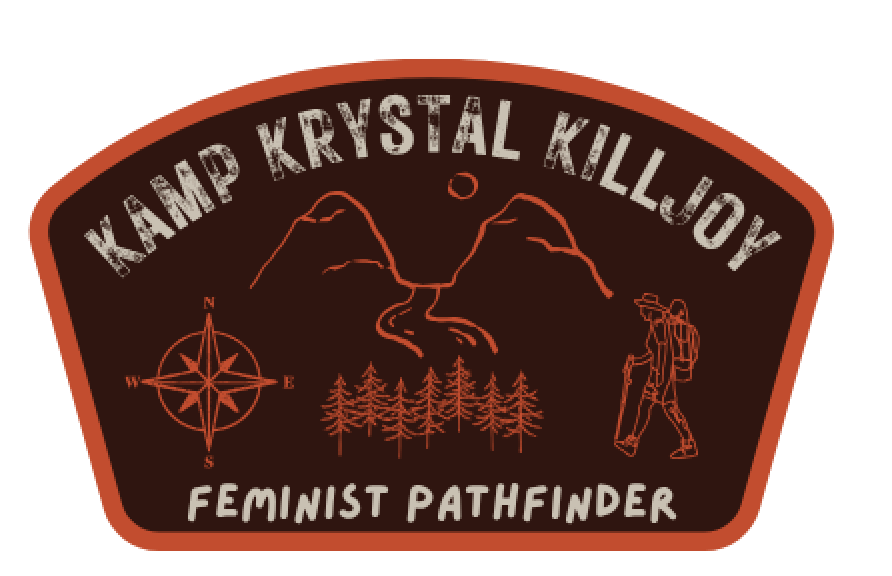 KAMP KRYSTAL KILLJOY
N
W E
S
FEMINIST PATHFINDER